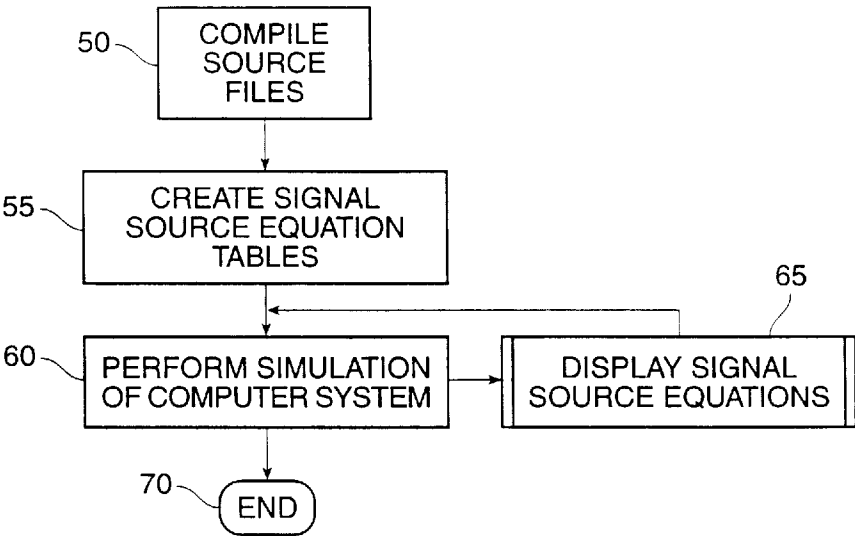 50
COMPILE
SOURCE
FILES
55
CREATE SIGNAL
SOURCE EQUATION
TABLES
65
60
PERFORM SIMULATION
OF COMPUTER SYSTEM
DISPLAY SIGNAL
SOURCE EQUATIONS
70
END